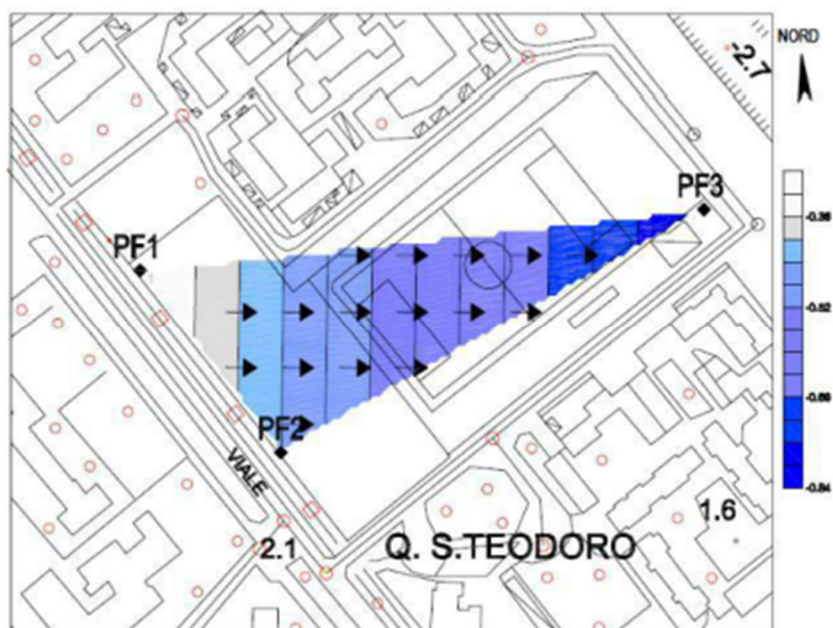 NORD
-2.7
PF3
PF1
-0.36
-0.52
-0.68
-0.84
PF2
VIALE
1.6
2.1
Q. S.TEODORO